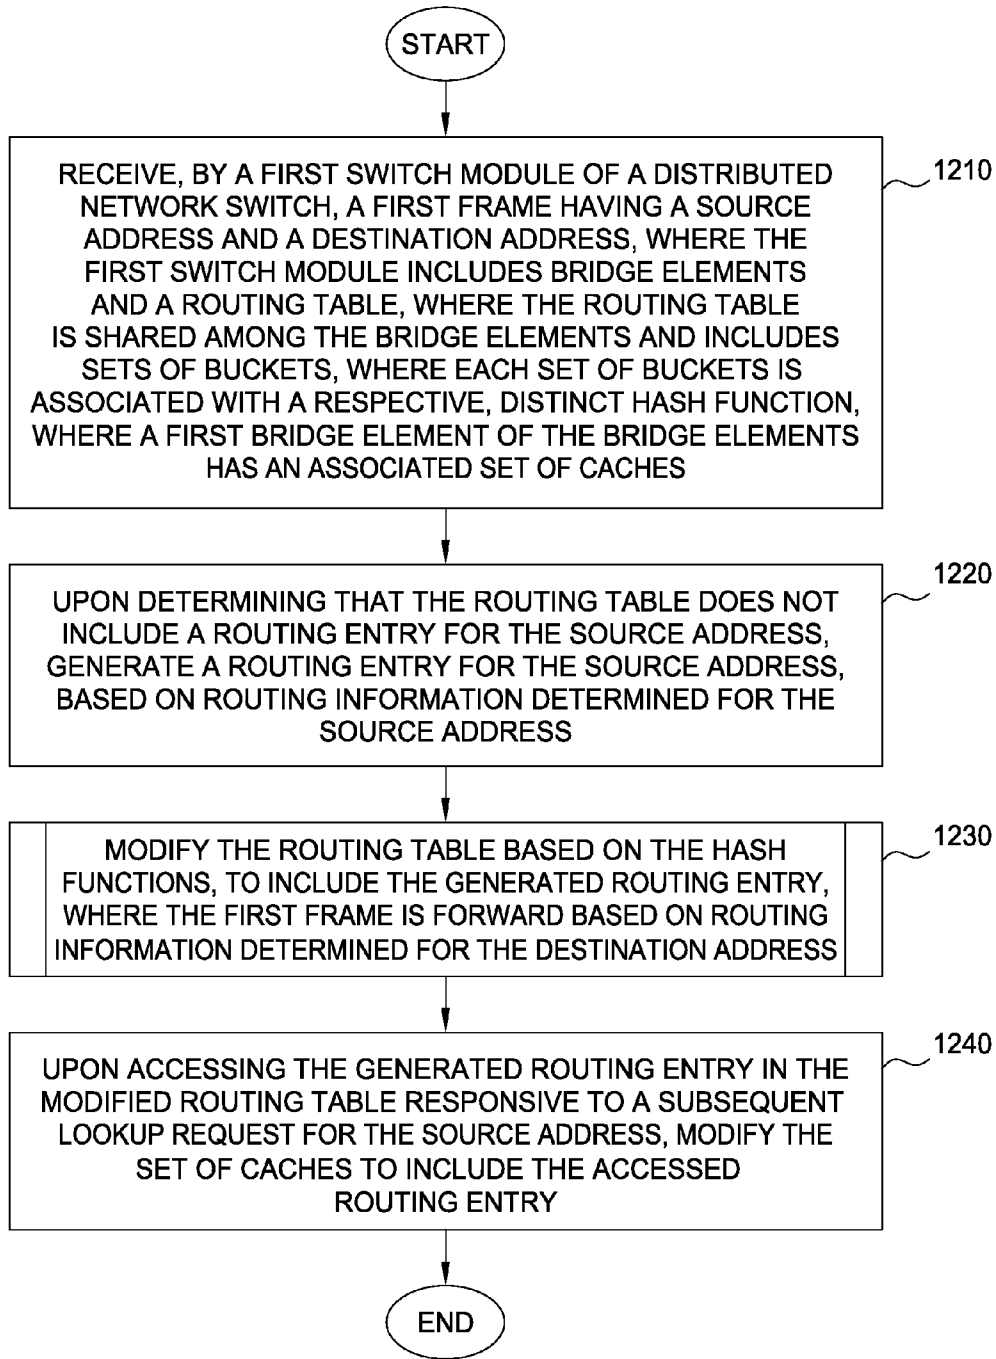 START
RECEIVE, BY A FIRST SWITCH MODULE OF A DISTRIBUTED
NETWORK SWITCH, A FIRST FRAME HAVING A SOURCE
ADDRESS AND A DESTINATION ADDRESS, WHERE THE
FIRST SWITCH MODULE INCLUDES BRIDGE ELEMENTS
AND A ROUTING TABLE, WHERE THE ROUTING TABLE
IS SHARED AMONG THE BRIDGE ELEMENTS AND INCLUDES
SETS OF BUCKETS, WHERE EACH SET OF BUCKETS IS
ASSOCIATED WITH A RESPECTIVE, DISTINCT HASH FUNCTION,
WHERE A FIRST BRIDGE ELEMENT OF THE BRIDGE ELEMENTS
HAS AN ASSOCIATED SET OF CACHES
1210
UPON DETERMINING THAT THE ROUTING TABLE DOES NOT
INCLUDE A ROUTING ENTRY FOR THE SOURCE ADDRESS,
GENERATE A ROUTING ENTRY FOR THE SOURCE ADDRESS,
BASED ON ROUTING INFORMATION DETERMINED FOR THE
SOURCE ADDRESS
1220
MODIFY THE ROUTING TABLE BASED ON THE HASH
FUNCTIONS, TO INCLUDE THE GENERATED ROUTING ENTRY,
WHERE THE FIRST FRAME IS FORWARD BASED ON ROUTING
INFORMATION DETERMINED FOR THE DESTINATION ADDRESS
1230
UPON ACCESSING THE GENERATED ROUTING ENTRY IN THE
MODIFIED ROUTING TABLE RESPONSIVE TO A SUBSEQUENT
LOOKUP REQUEST FOR THE SOURCE ADDRESS, MODIFY THE
SET OF CACHES TO INCLUDE THE ACCESSED
ROUTING ENTRY
1240
END